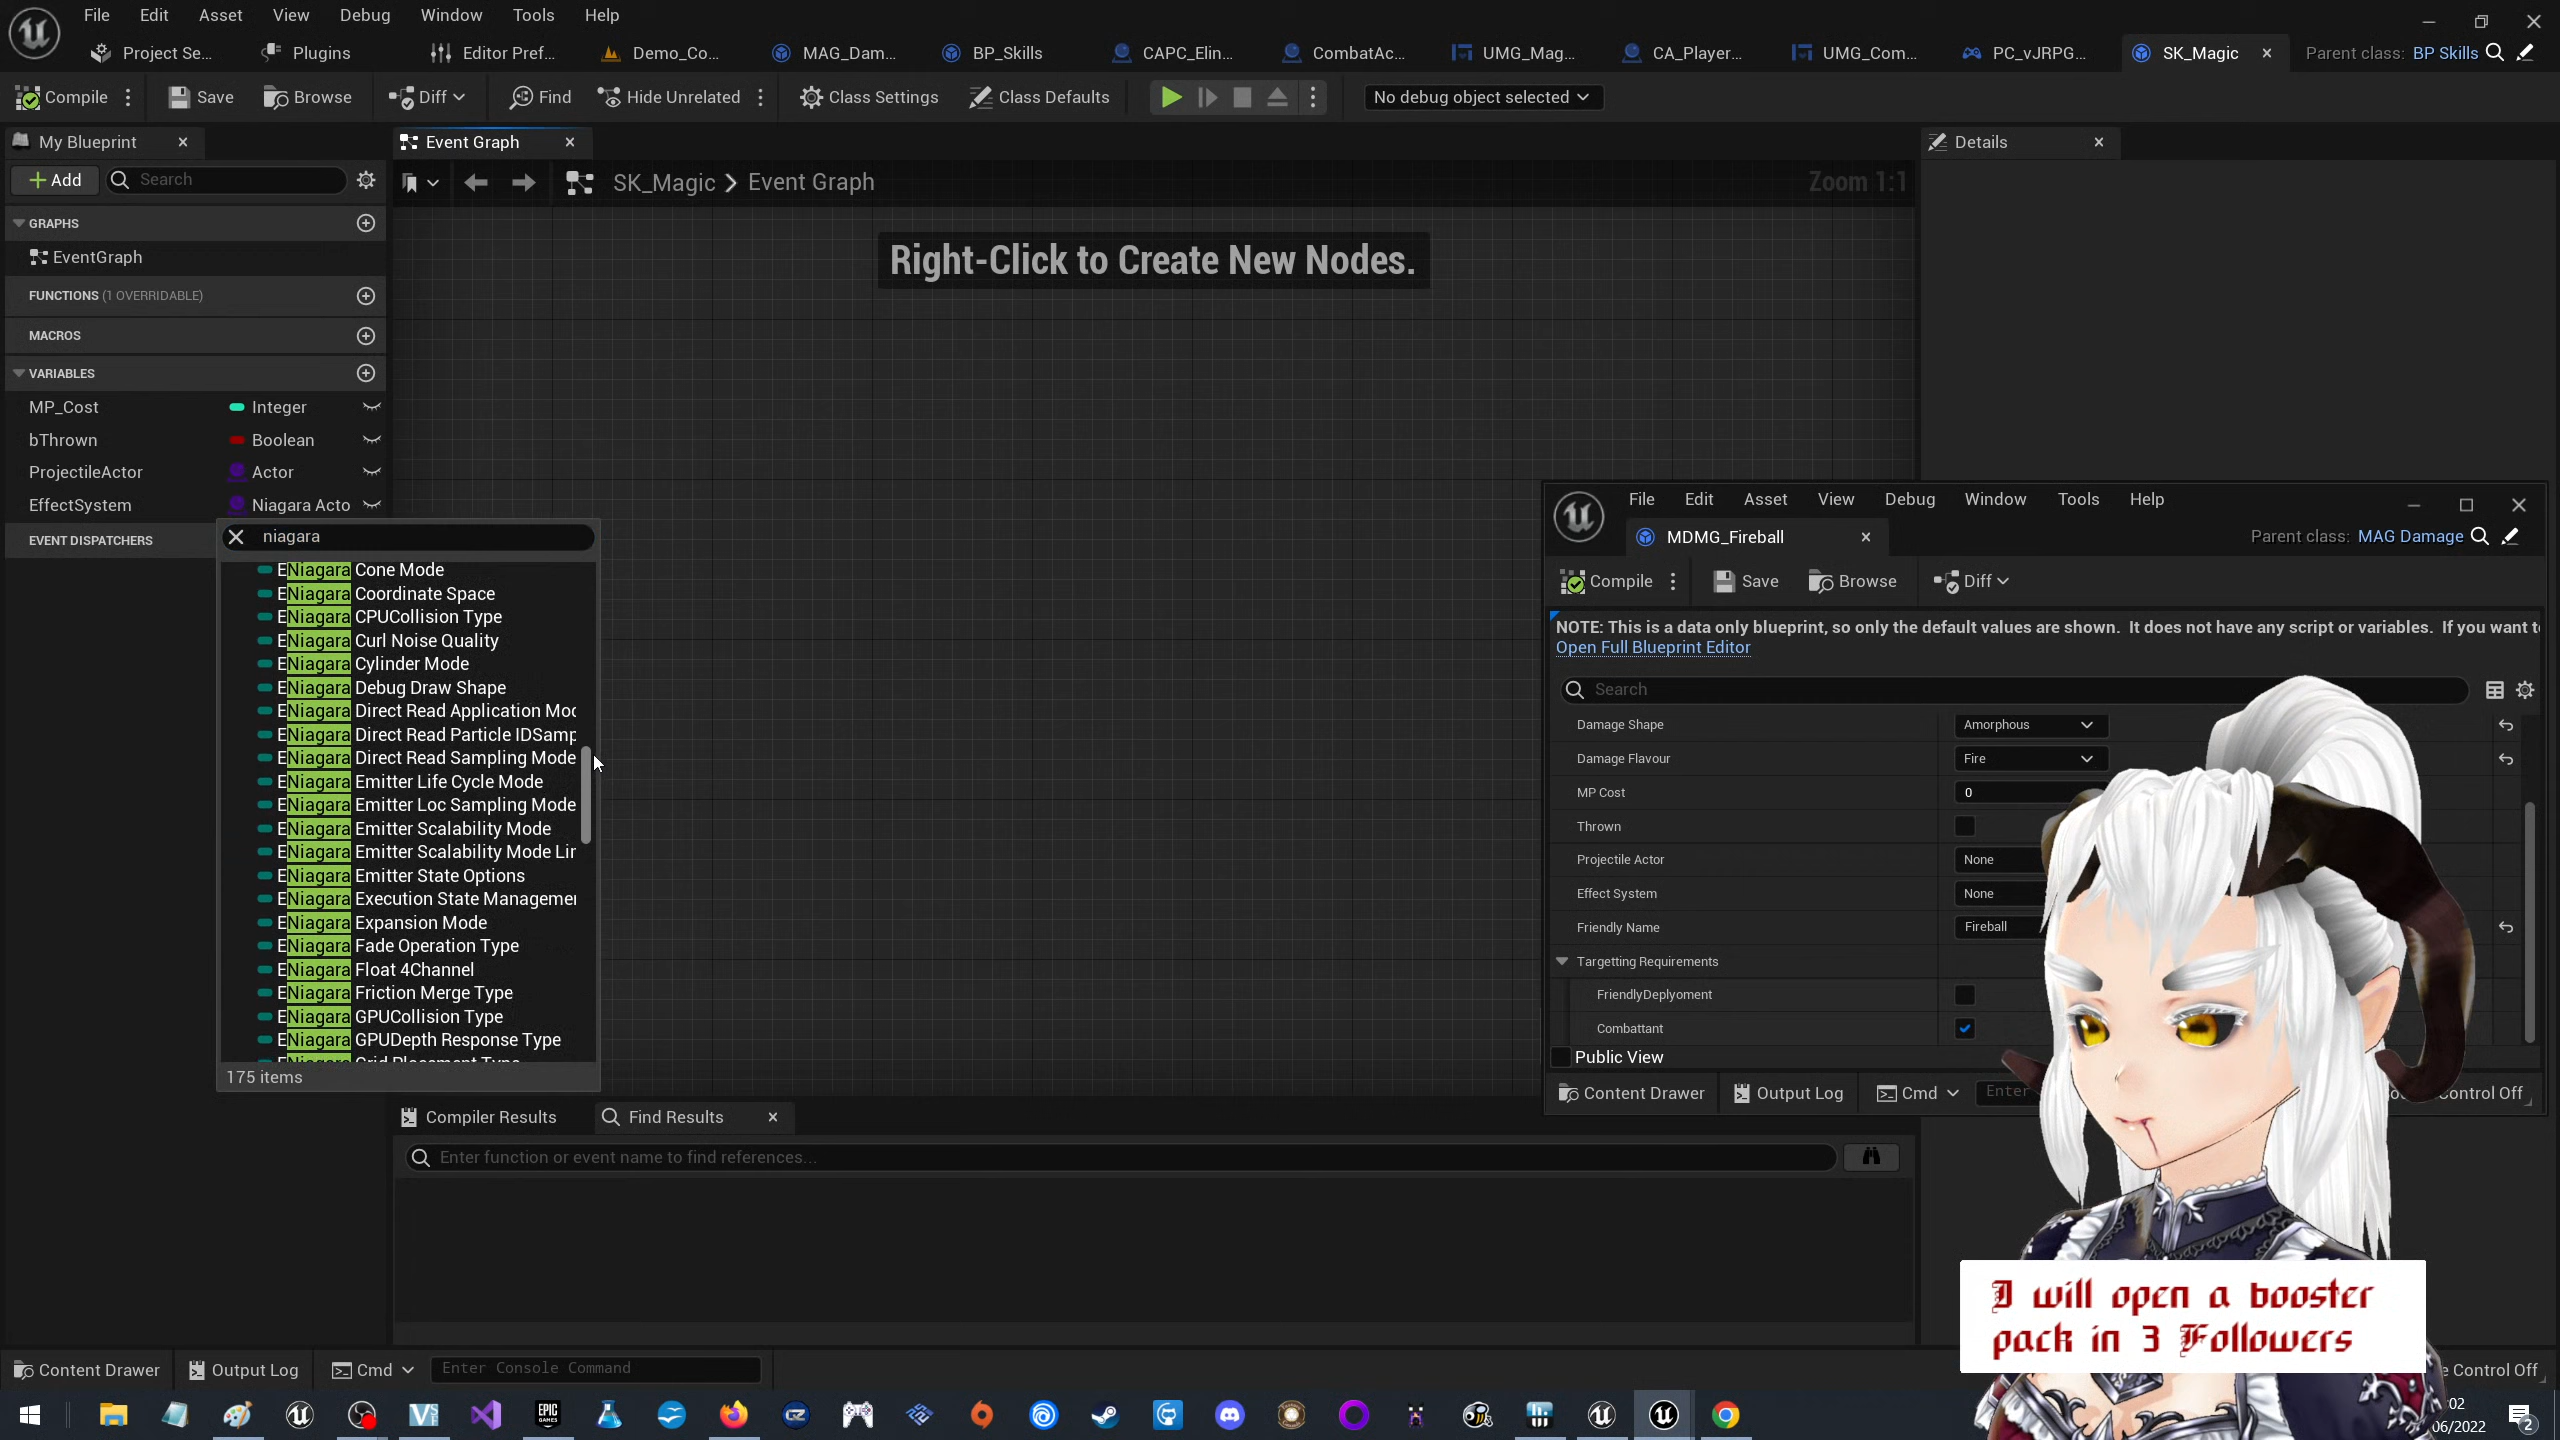 File Edit Asset View Debug Window Tools Help
Project Se... Plugins Editor Pref... Demo_Co... MAG_Dam... BP_Skills CAPC_Elin... CombatAc... UMG_Mag... CA_Player... UMG_Com... PC_vJRPG... SK_Magic Parent class: BP Skills
Compile Save Browse Diff Find Hide Unrelated Class Settings Class Defaults No debug object selected
My Blueprint Event Graph Details
Add Search SK_Magic > Event Graph Zoom 1:1
GRAPHS
EventGraph
Right-Click to Create New Nodes.
FUNCTIONS (1 OVERRIDABLE)
MACROS
VARIABLES
MP_Cost Integer
bThrown Boolean
ProjectileActor Actor
EffectSystem Niagara Acto
EVENT DISPATCHERS
niagara
ENiagara Cone Mode
ENiagara Coordinate Space
ENiagara CPUCollision Type
ENiagara Curl Noise Quality
ENiagara Cylinder Mode
ENiagara Debug Draw Shape
ENiagara Direct Read Application Mod
ENiagara Direct Read Particle IDSamp
ENiagara Direct Read Sampling Mode
ENiagara Emitter Life Cycle Mode
ENiagara Emitter Loc Sampling Mode
ENiagara Emitter Scalability Mode
ENiagara Emitter Scalability Mode Lin
ENiagara Emitter State Options
ENiagara Execution State Managemen
ENiagara Expansion Mode
ENiagara Fade Operation Type
ENiagara Float 4Channel
ENiagara Friction Merge Type
ENiagara GPUCollision Type
ENiagara GPUDepth Response Type
ENiagara Grid Placement Type
175 items
File Edit Asset View Debug Window Tools Help
MDMG_Fireball Parent class: MAG Damage
Compile Save Browse Diff
NOTE: This is a data only blueprint, so only the default values are shown. It does not have any script or variables. If you want to
Open Full Blueprint Editor
Search
Damage Shape Amorphous
Damage Flavour Fire
MP Cost 0
Thrown
Projectile Actor None
Effect System None
Friendly Name Fireball
Targetting Requirements
FriendlyDeplyoment
Combattant
Public View
Content Drawer Output Log Cmd Enter Control Off
Compiler Results Find Results
Enter function or event name to find references...
I will open a booster
pack in 3 Followers
Content Drawer Output Log Cmd Enter Console Command e Control Off
EPIC GAMES
02
06/2022
2